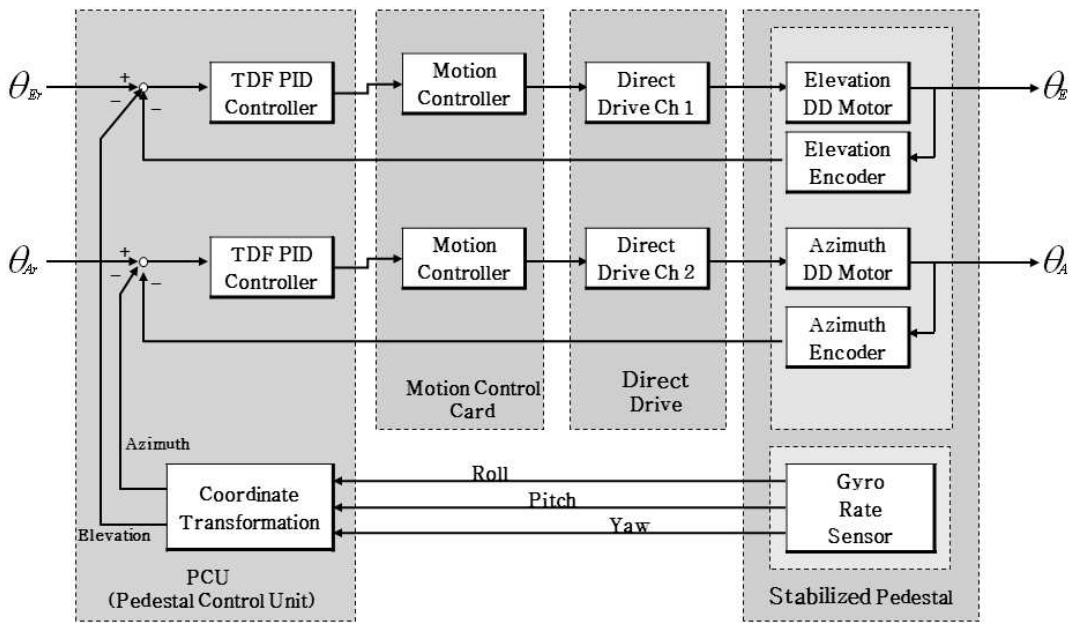 θEr
+
−
−
TDF PID
Controller
Motion
Controller
Direct
Drive Ch 1
Elevation
DD Motor
θE
Elevation
Encoder
θAr
+
−
−
TDF PID
Controller
Motion
Controller
Direct
Drive Ch 2
Azimuth
DD Motor
θA
Azimuth
Encoder
Motion Control
Card
Direct
Drive
Azimuth
Elevation
Coordinate
Transformation
Roll
Pitch
Yaw
Gyro
Rate
Sensor
PCU
(Pedestal Control Unit)
Stabilized Pedestal